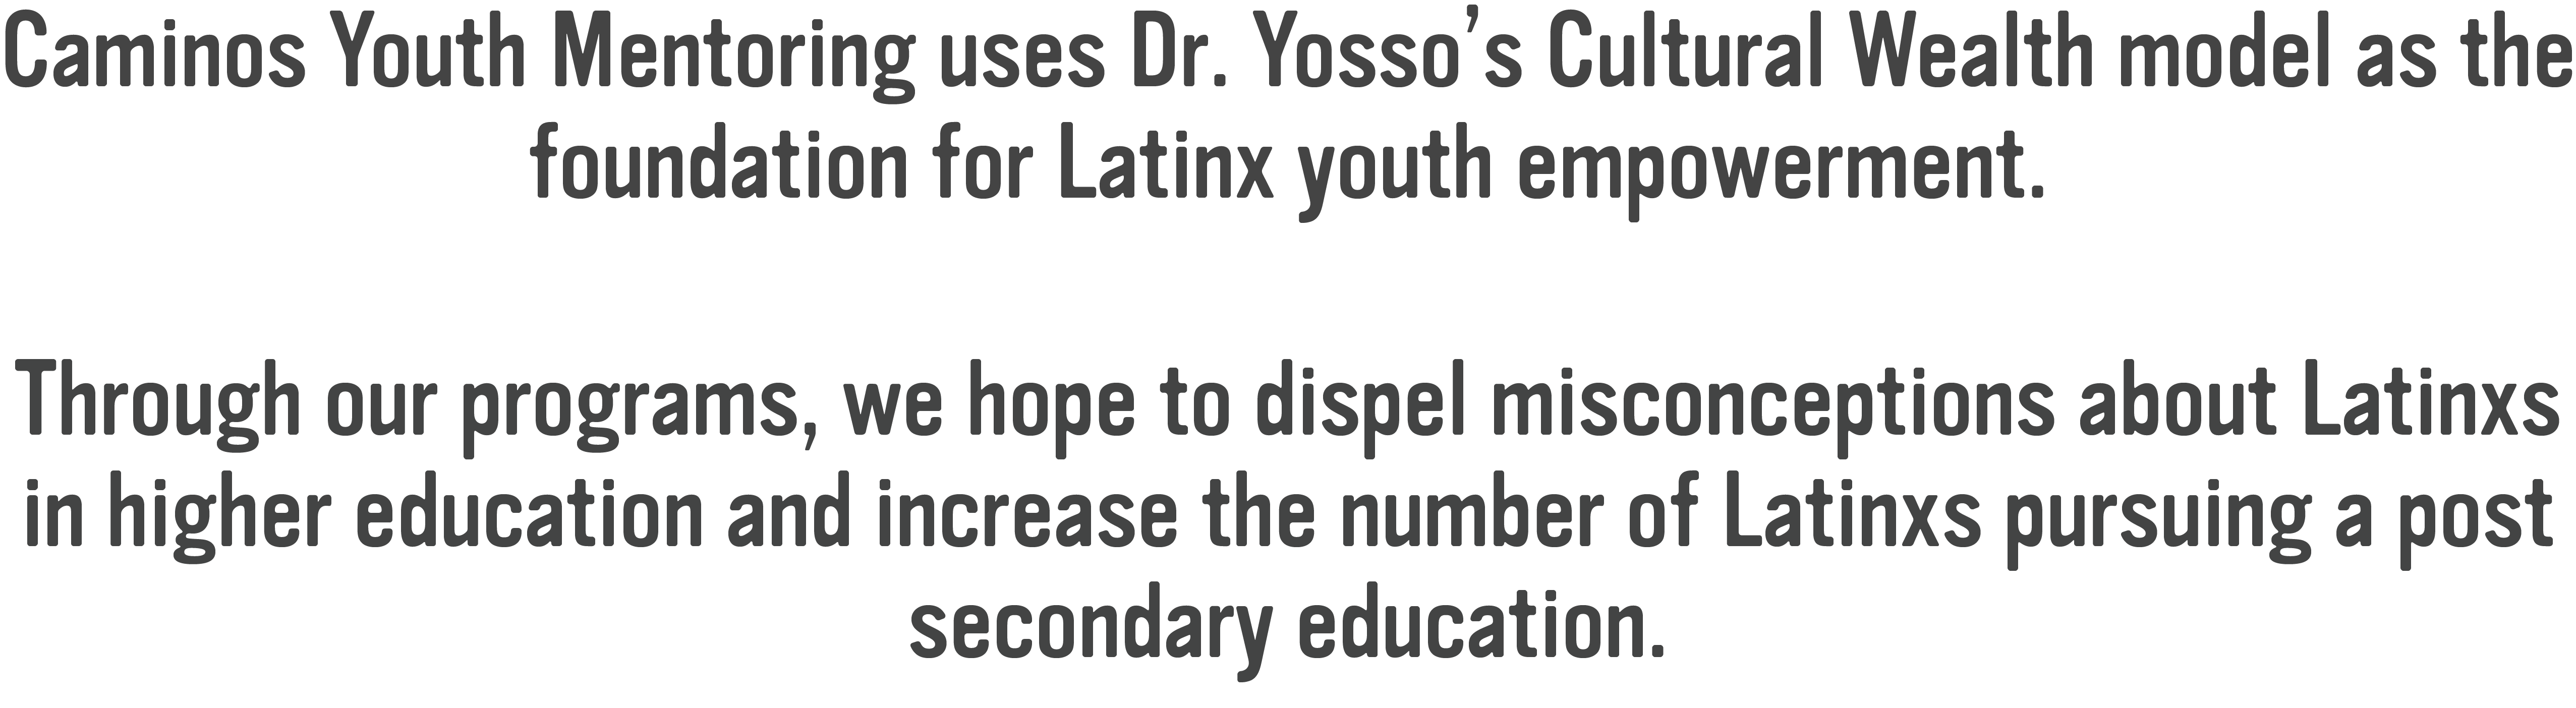 Caminos Youth Mentoring uses Dr. Yosso’s Cultural Wealth model as the
foundation for Latinx youth empowerment.
Through our programs, we hope to dispel misconceptions about Latinxs
in higher education and increase the number of Latinxs pursuing a post
secondary education.